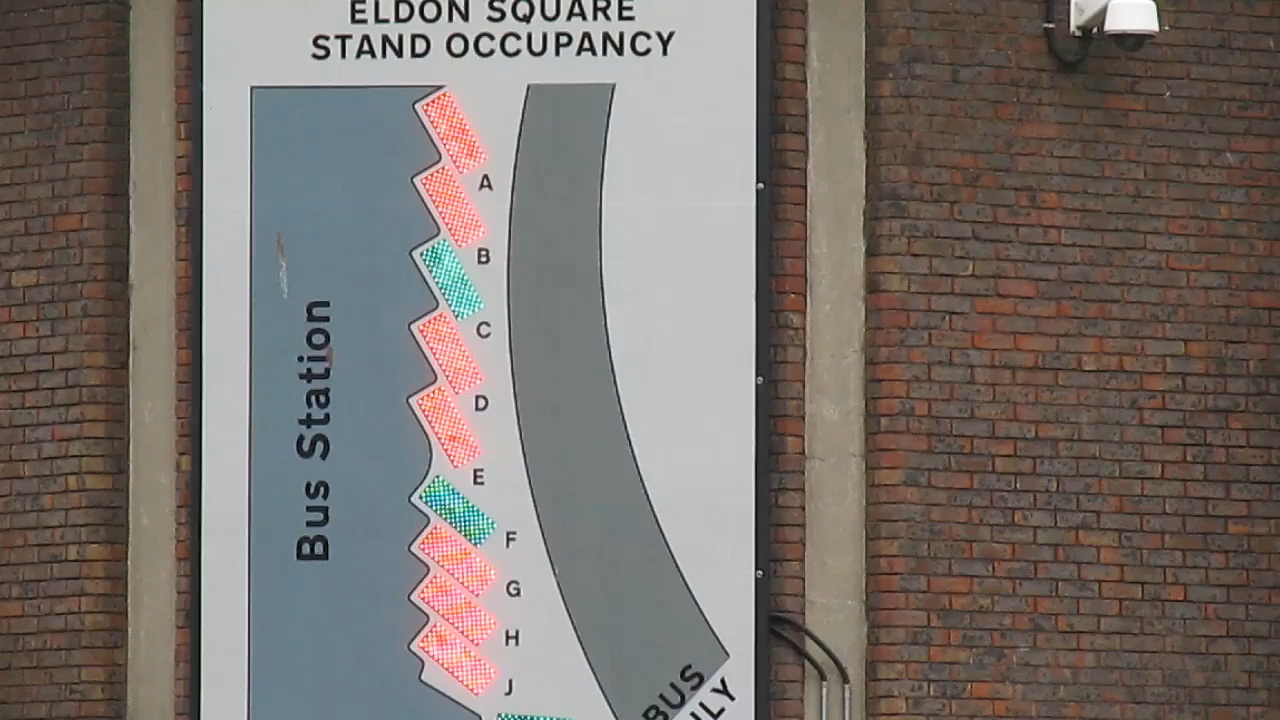 ELDON SQUARE
STAND OCCUPANCY
A
B
C
D
E
F
G
H
J
Bus Station
BUS